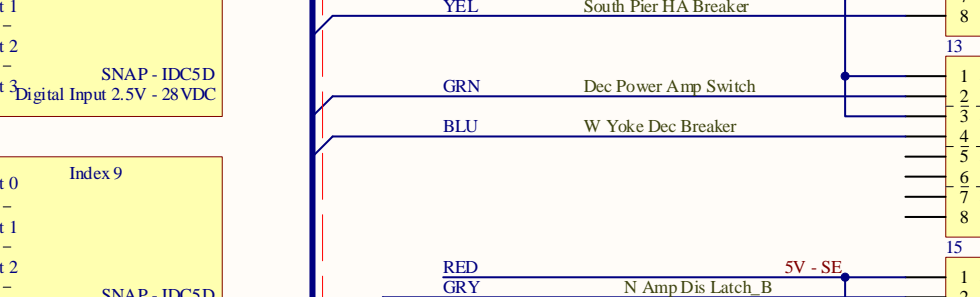 t 1
YEL South Pier HA Breaker
8
t 2
13
SNAP - IDC5D
1
t 3 Digital Input 2.5V - 28VDC
GRN Dec Power Amp Switch
2
3
BLU W Yoke Dec Breaker
4
5
Index 9
t 0
6
7
t 1
8
15
t 2
RED 5V - SE
1
GRY N Amp Dis Latch_B
SNAP - IDC5D
2